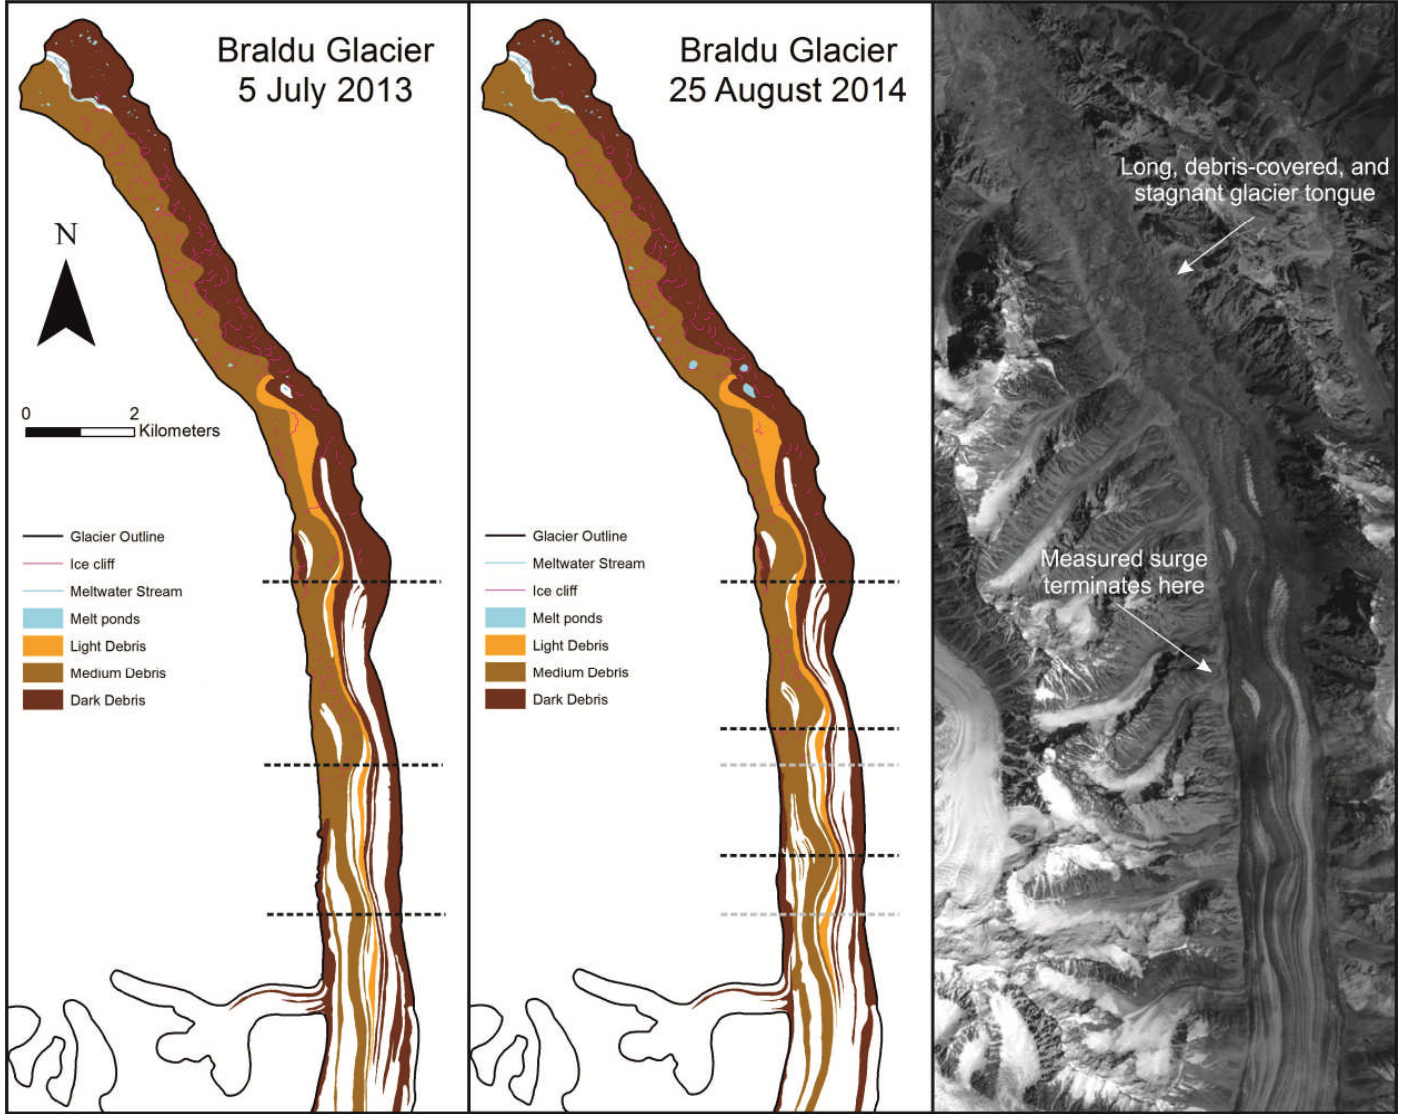 Braldu Glacier
5 July 2013
N
0 2
Kilometers
Glacier Outline
Ice cliff
Meltwater Stream
Melt ponds
Light Debris
Medium Debris
Dark Debris
Braldu Glacier
25 August 2014
Glacier Outline
Meltwater Stream
Ice cliff
Melt ponds
Light Debris
Medium Debris
Dark Debris
Long, debris-covered, and
stagnant glacier tongue
Measured surge
terminates here